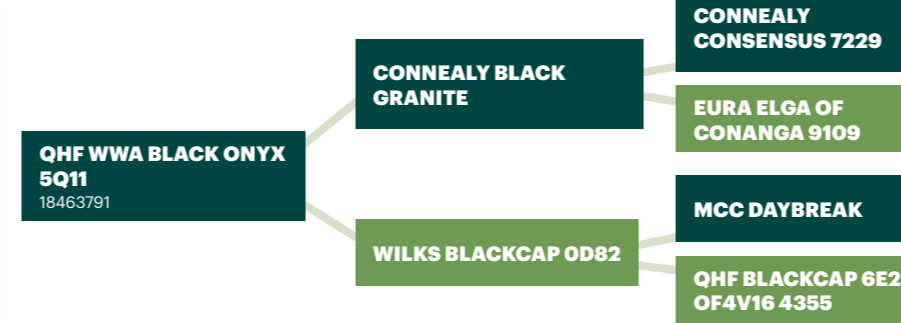 CONNEALY
CONSENSUS 7229
CONNEALY BLACK
GRANITE
EURA ELGA OF
CONANGA 9109
QHF WWA BLACK ONYX
5Q11
18463791
MCC DAYBREAK
WILKS BLACKCAP 0D82
QHF BLACKCAP 6E2
OF4V16 4355